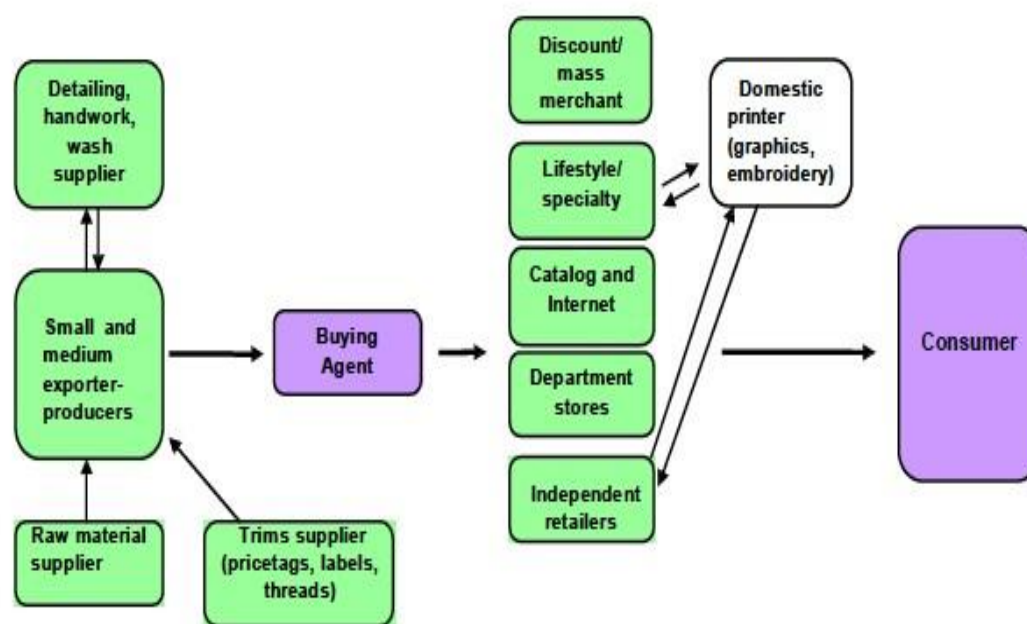 Detailing,
handwork,
wash
supplier
Small and
medium
exporter-
producers
Raw material
supplier
Trims supplier
(pricetags, labels,
threads)
Buying
Agent
Discount/
mass
merchant
Lifestyle/
specialty
Catalog and
Internet
Department
stores
Independent
retailers
Domestic
printer
(graphics,
embroidery)
Consumer